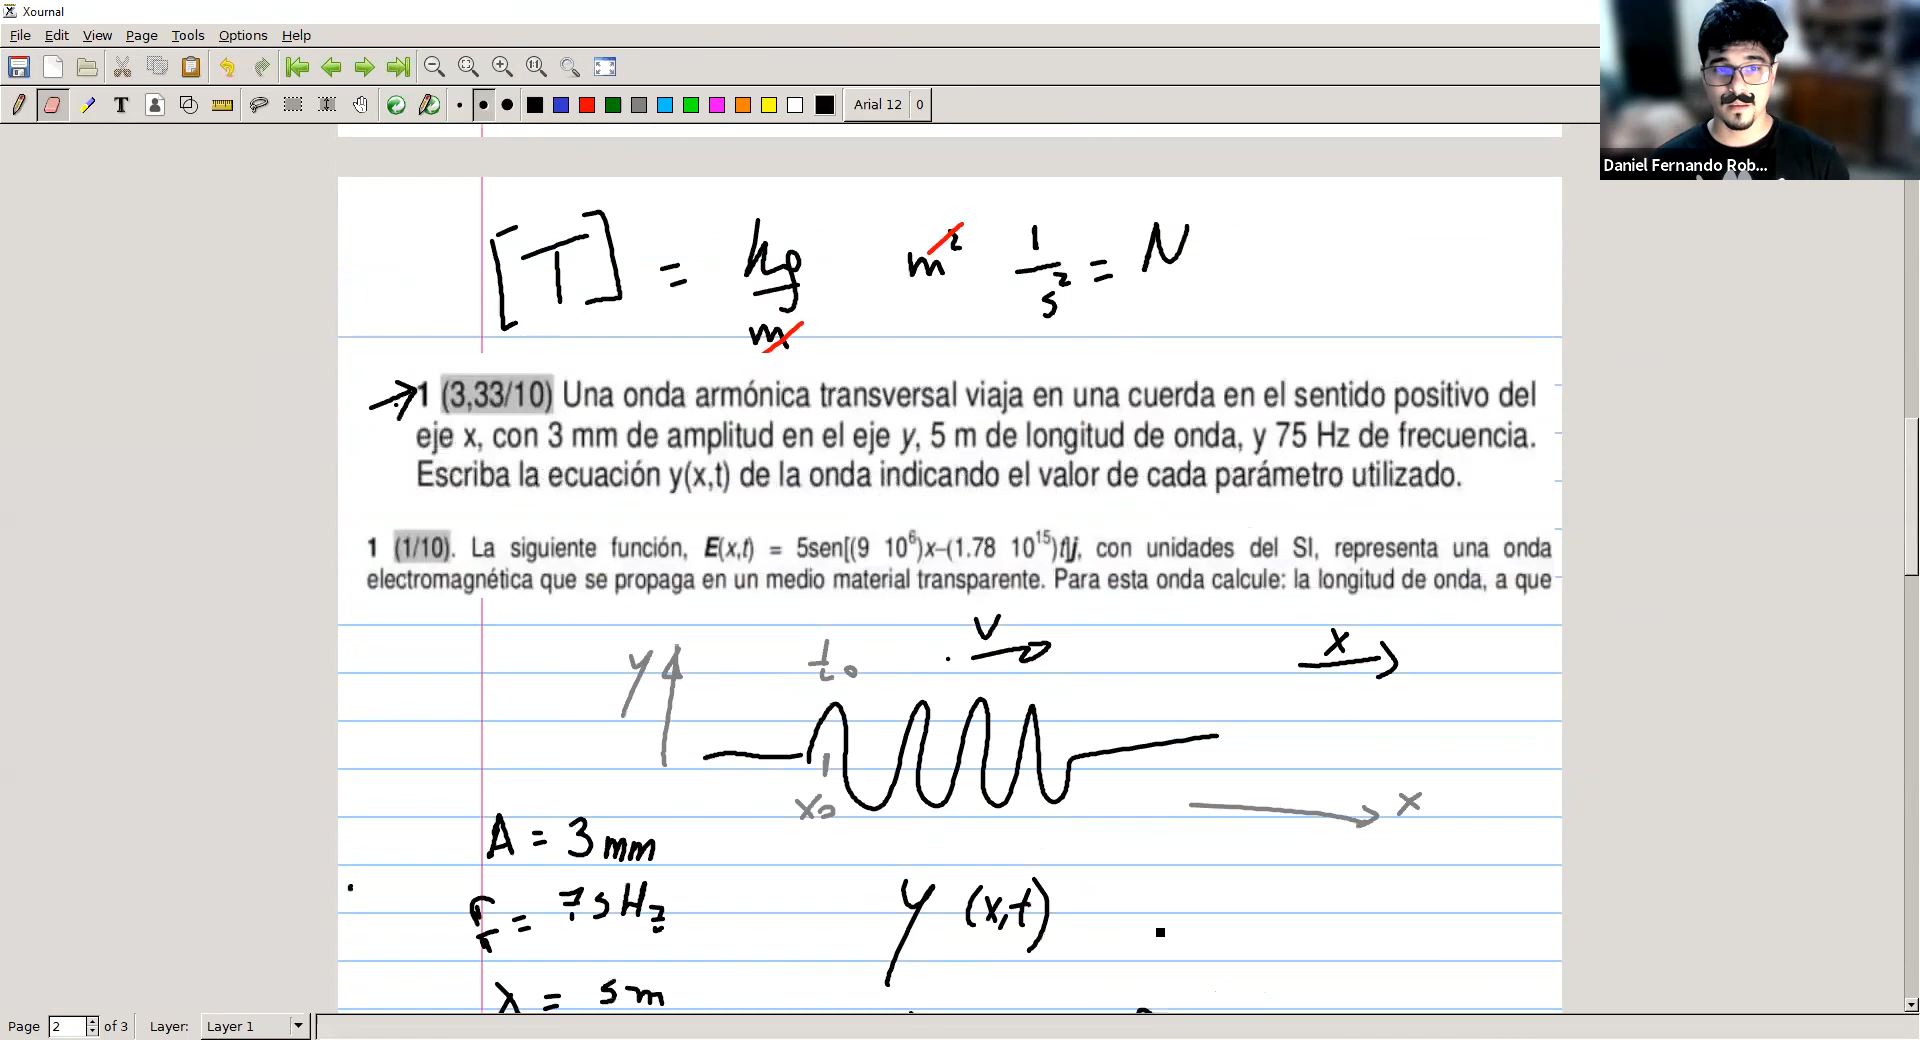 Xournal
File Edit View Page Tools Options Help
T Arial 12 0
Daniel Fernando Rob...
[T] = kg/m m² 1/s² = N
1 (3,33/10) Una onda armónica transversal viaja en una cuerda en el sentido positivo del
eje x, con 3 mm de amplitud en el eje y, 5 m de longitud de onda, y 75 Hz de frecuencia.
Escriba la ecuación y(x,t) de la onda indicando el valor de cada parámetro utilizado.
1 (1/10). La siguiente función, E(x,t) = 5sen[(9 10⁶)x–(1.78 10¹⁵)t]j, con unidades del SI, representa una onda
electromagnética que se propaga en un medio material transparente. Para esta onda calcule: la longitud de onda, a que
y t₀ v x
x₀ x
A = 3 mm
f = 75 Hz y (x,t)
λ = 5 m
Page 2 of 3 Layer: Layer 1